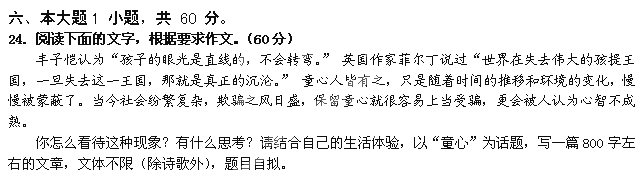 六、本大题 1 小题，共 60 分。
24．阅读下面的文字，根据要求作文。（60 分）
丰子恺认为“孩子的眼光是直线的，不会转弯。” 英国作家菲尔丁说过“世界在失去伟大的孩提王
国，一旦失去这一王国，那就是真正的沉沦。” 童心人皆有之，只是随着时间的推移和环境的变化，慢
慢被蒙蔽了。当今社会纷繁复杂，欺骗之风日盛，保留童心就很容易上当受骗，更会被人认为心智不成
熟。
你怎么看待这种现象？有什么思考？请结合自己的生活体验，以“童心”为话题，写一篇 800 字左
右的文章，文体不限（除诗歌外），题目自拟。